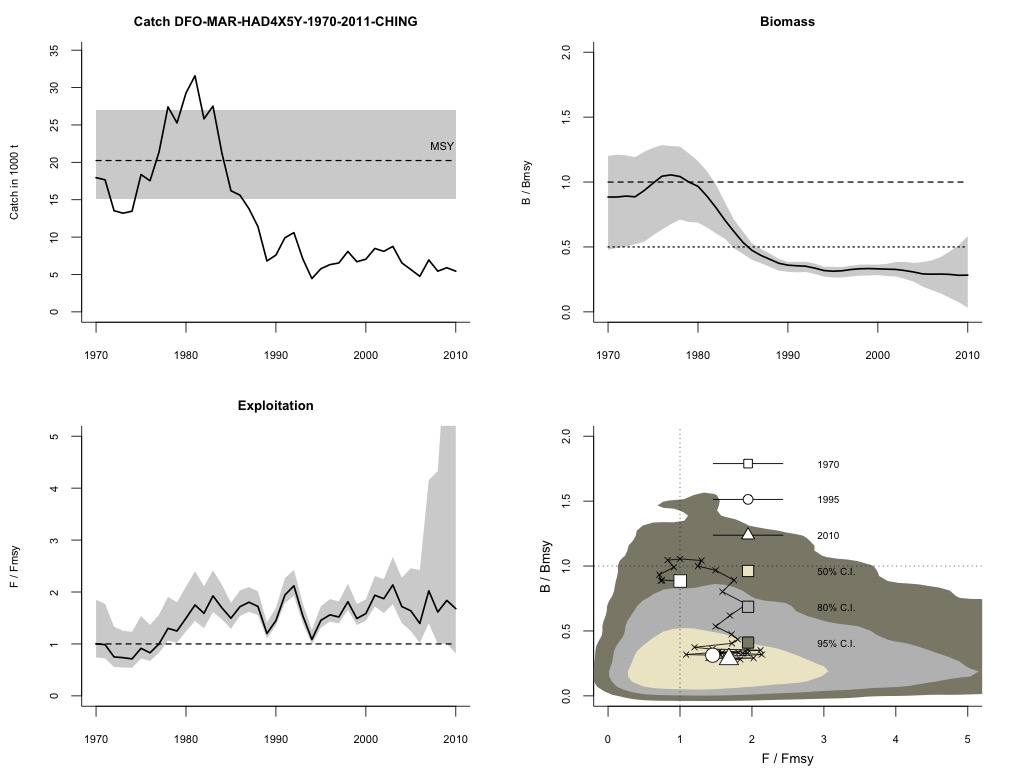 Catch DFO-MAR-HAD4X5Y-1970-2011-CHING
Catch in 1000 t
35
30
25
20
15
10
5
0
MSY
1970 1980 1990 2000 2010
Biomass
B / Bmsy
2.0
1.5
1.0
0.5
0.0
1970 1980 1990 2000 2010
Exploitation
F / Fmsy
5
4
3
2
1
0
1970 1980 1990 2000 2010
B / Bmsy
2.0
1.5
1.0
0.5
0.0
1970
1995
2010
50% C.I.
80% C.I.
95% C.I.
0 1 2 3 4 5
F / Fmsy